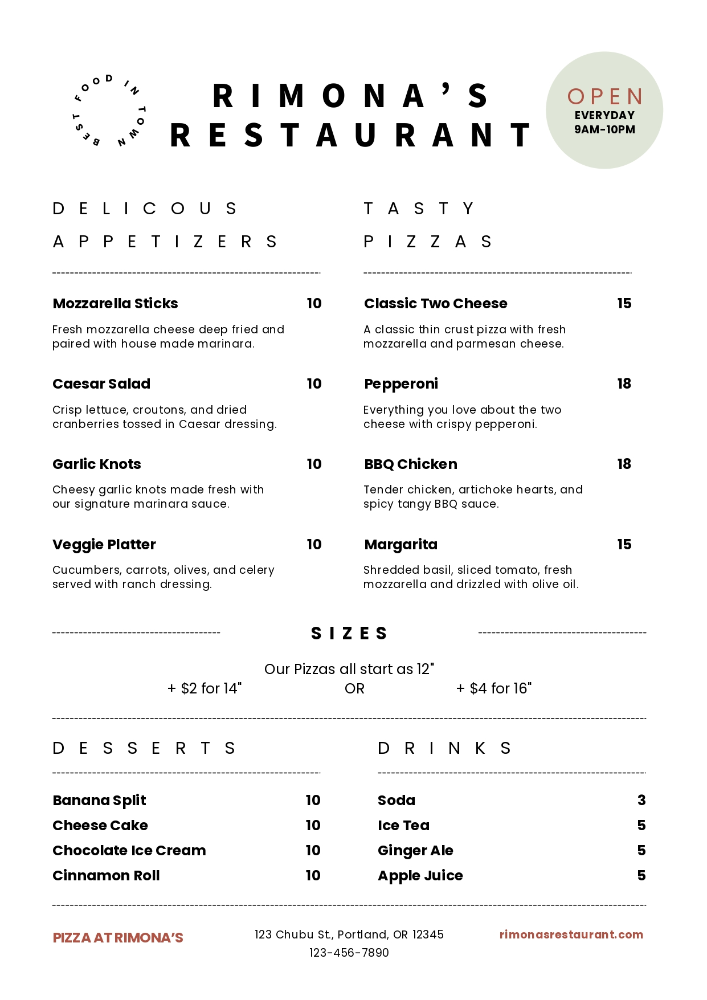 BEST FOOD IN TOWN
RIMONA’S
RESTAURANT
OPEN
EVERYDAY
9AM-10PM
DELICOUS
APPETIZERS
Mozzarella Sticks 10
Fresh mozzarella cheese deep fried and
paired with house made marinara.
Caesar Salad 10
Crisp lettuce, croutons, and dried
cranberries tossed in Caesar dressing.
Garlic Knots 10
Cheesy garlic knots made fresh with
our signature marinara sauce.
Veggie Platter 10
Cucumbers, carrots, olives, and celery
served with ranch dressing.
TASTY
PIZZAS
Classic Two Cheese 15
A classic thin crust pizza with fresh
mozzarella and parmesan cheese.
Pepperoni 18
Everything you love about the two
cheese with crispy pepperoni.
BBQ Chicken 18
Tender chicken, artichoke hearts, and
spicy tangy BBQ sauce.
Margarita 15
Shredded basil, sliced tomato, fresh
mozzarella and drizzled with olive oil.
SIZES
Our Pizzas all start as 12"
+ $2 for 14" OR + $4 for 16"
DESSERTS
Banana Split 10
Cheese Cake 10
Chocolate Ice Cream 10
Cinnamon Roll 10
DRINKS
Soda 3
Ice Tea 5
Ginger Ale 5
Apple Juice 5
PIZZA AT RIMONA’S
123 Chubu St., Portland, OR 12345
123-456-7890
rimonasrestaurant.com